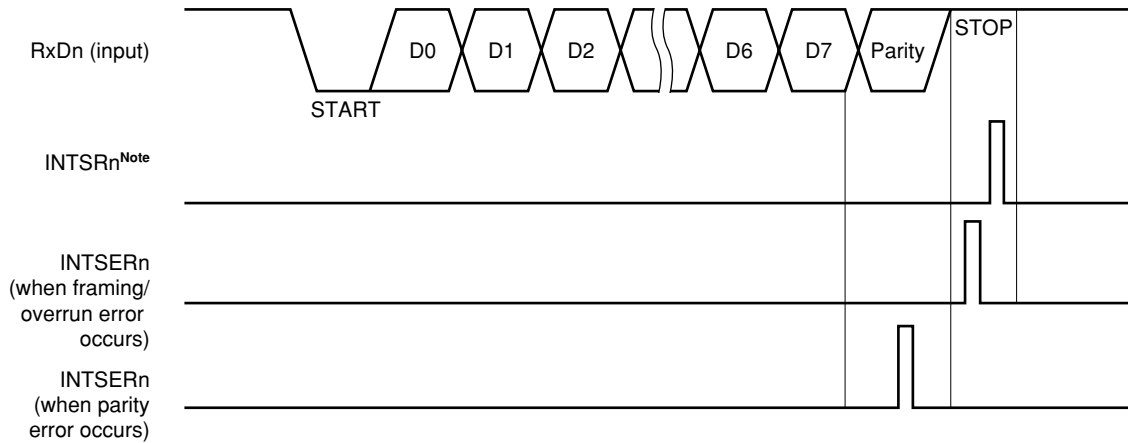 RxDn (input)
D0
D1
D2
D6
D7
Parity
STOP
START
INTSRnNote
INTSERn
(when framing/
overrun error
occurs)
INTSERn
(when parity
error occurs)